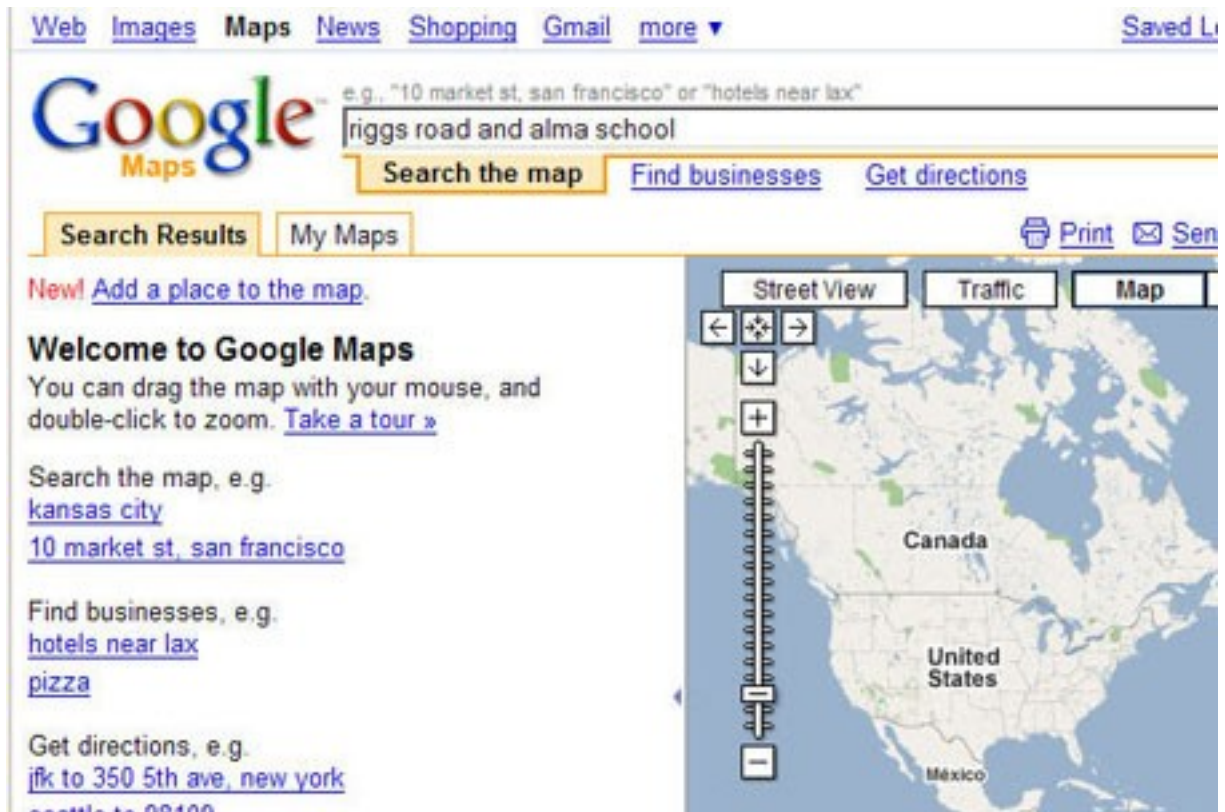 Web Images Maps News Shopping Gmail more ▼ Saved
Google™
Maps
e.g., "10 market st, san francisco" or "hotels near lax"
riggs road and alma school
Search the map Find businesses Get directions
Search Results My Maps
Print
New! Add a place to the map.
Street View Traffic Map
Welcome to Google Maps
You can drag the map with your mouse, and
double-click to zoom. Take a tour »
Search the map, e.g.
kansas city
10 market st, san francisco
Canada
Find businesses, e.g.
hotels near lax
pizza
United
States
Get directions, e.g.
jfk to 350 5th ave, new york
México